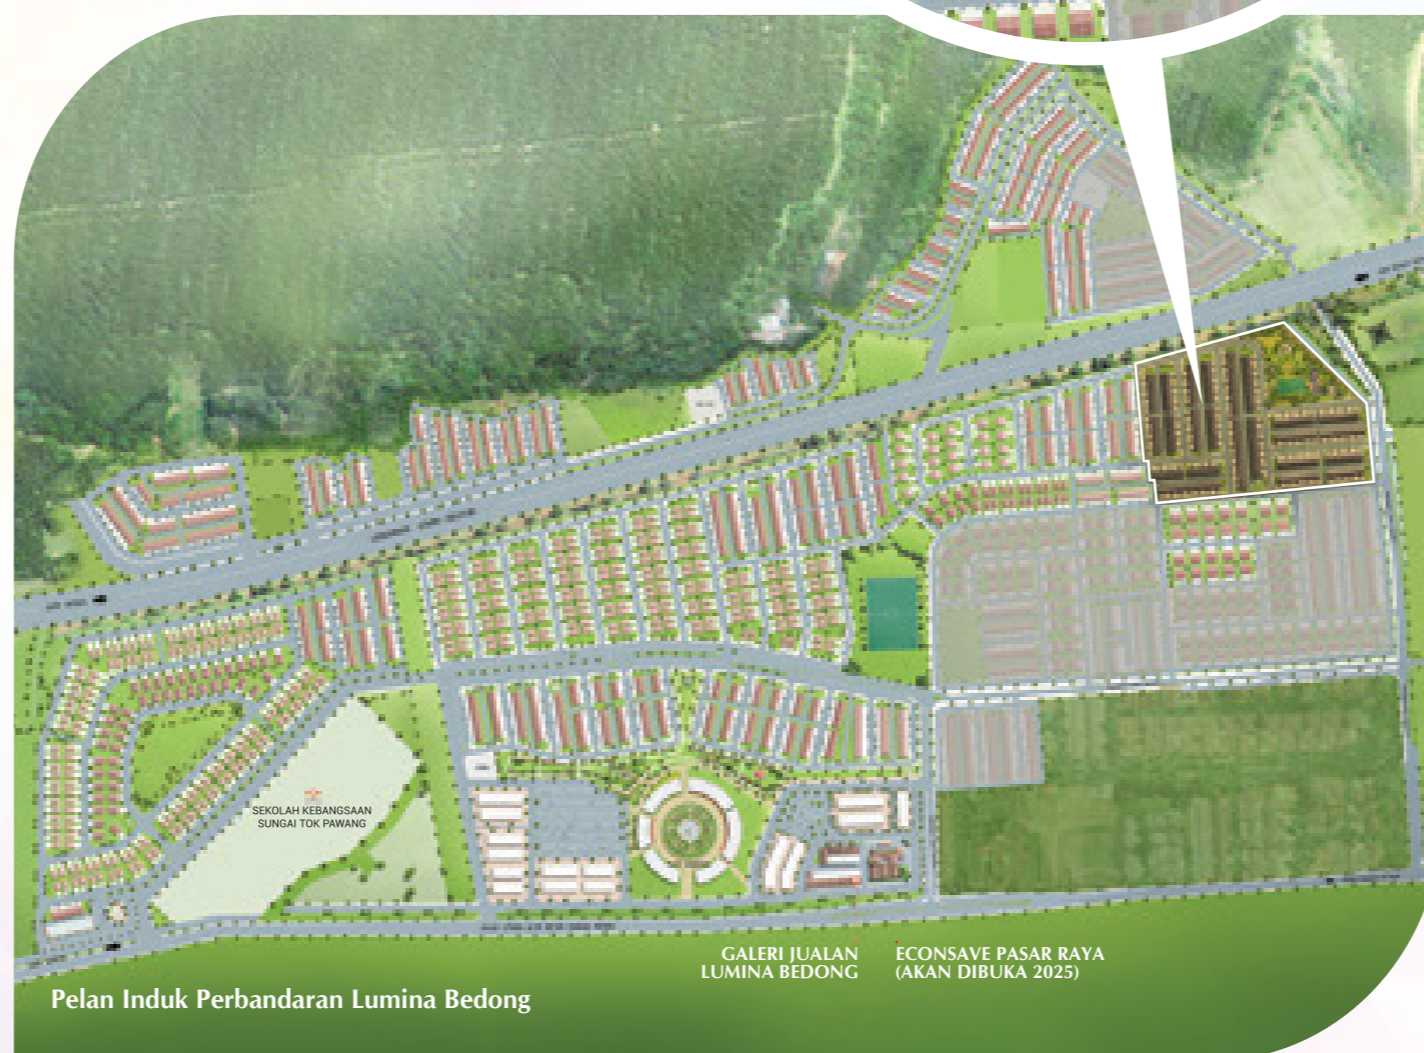 SEKOLAH KEBANGSAAN
SUNGAI TOK PAWANG
GALERI JUALAN
LUMINA BEDONG
ECONSAVE PASAR RAYA
(AKAN DIBUKA 2025)
Pelan Induk Perbandaran Lumina Bedong